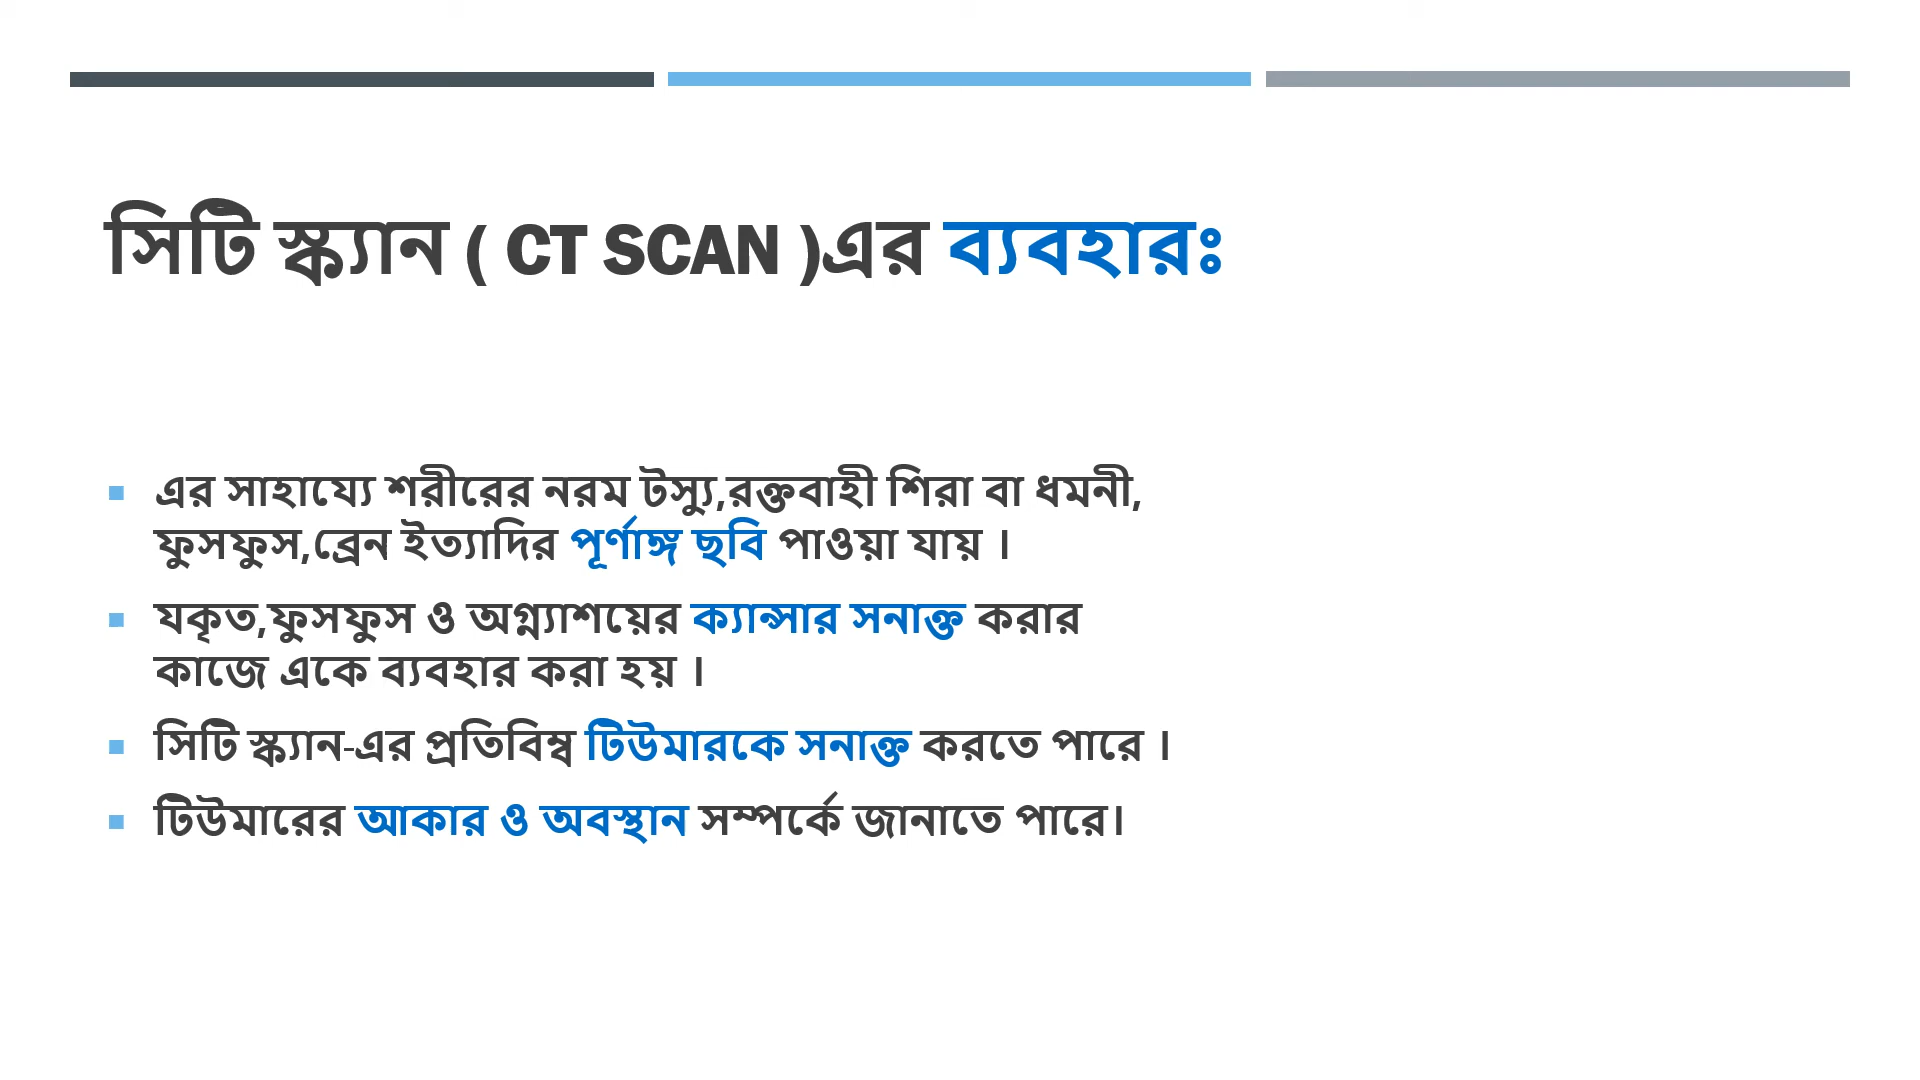 সিটি স্ক্যান ( CT SCAN )এর ব্যবহারঃ
এর সাহায্যে শরীরের নরম টস্যু,রক্তবাহী শিরা বা ধমনী,
ফুসফুস,ব্রেন ইত্যাদির পূর্ণাঙ্গ ছবি পাওয়া যায় ।
যকৃত,ফুসফুস ও অগ্ন্যাশয়ের ক্যান্সার সনাক্ত করার
কাজে একে ব্যবহার করা হয় ।
সিটি স্ক্যান-এর প্রতিবিম্ব টিউমারকে সনাক্ত করতে পারে ।
টিউমারের আকার ও অবস্থান সম্পর্কে জানাতে পারে।